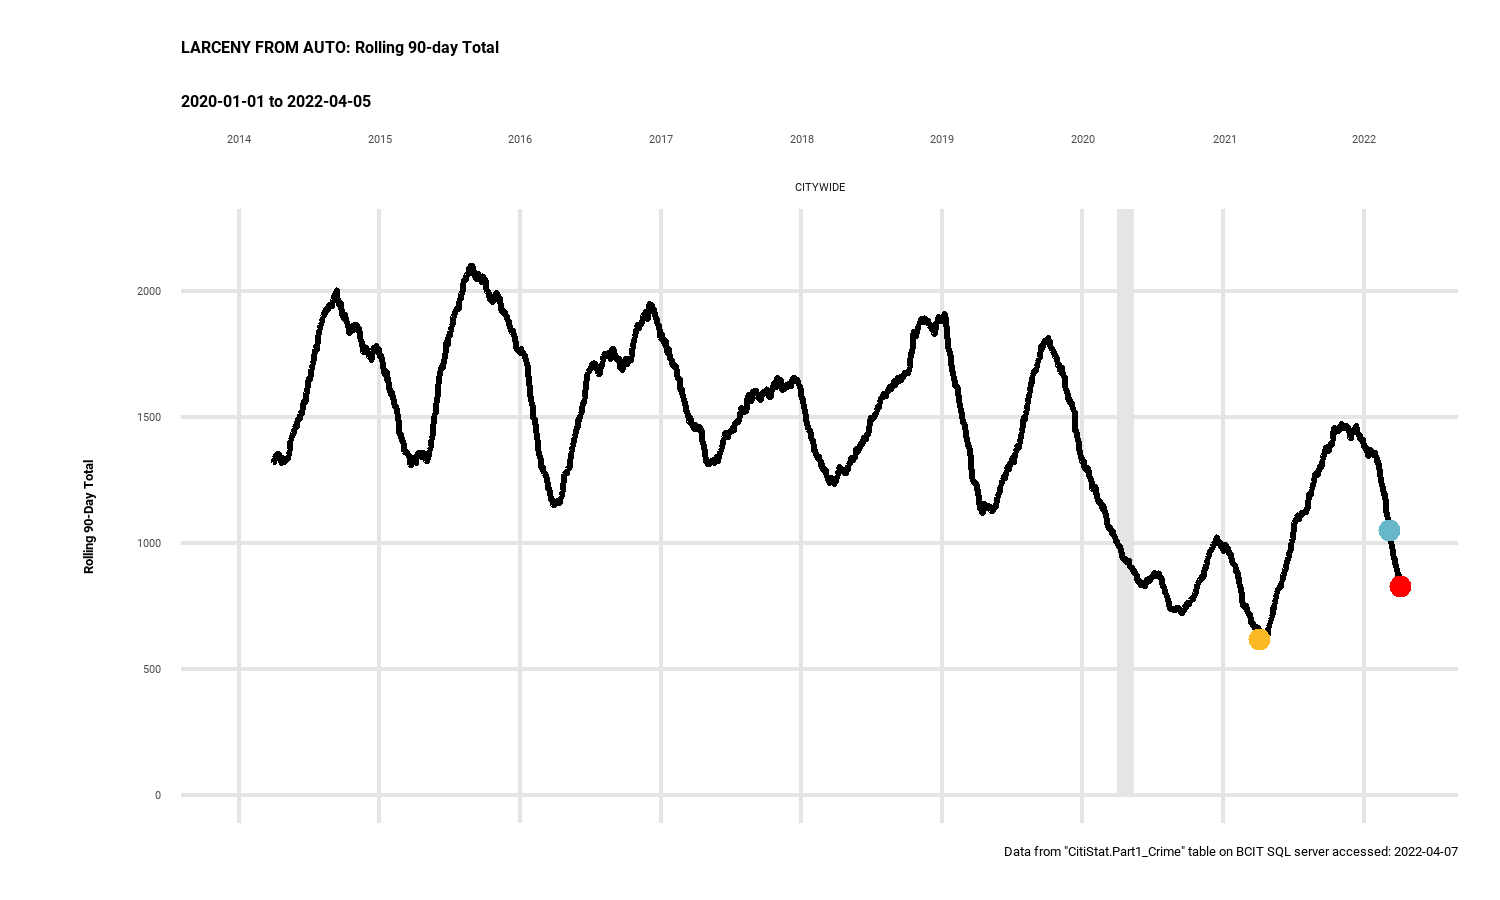 LARCENY FROM AUTO: Rolling 90-day Total
2020-01-01 to 2022-04-05
2014 2015 2016 2017 2018 2019 2020 2021 2022
CITYWIDE
2000
1500
1000
500
0
Rolling 90-Day Total
Data from "CitiStat.Part1_Crime" table on BCIT SQL server accessed: 2022-04-07